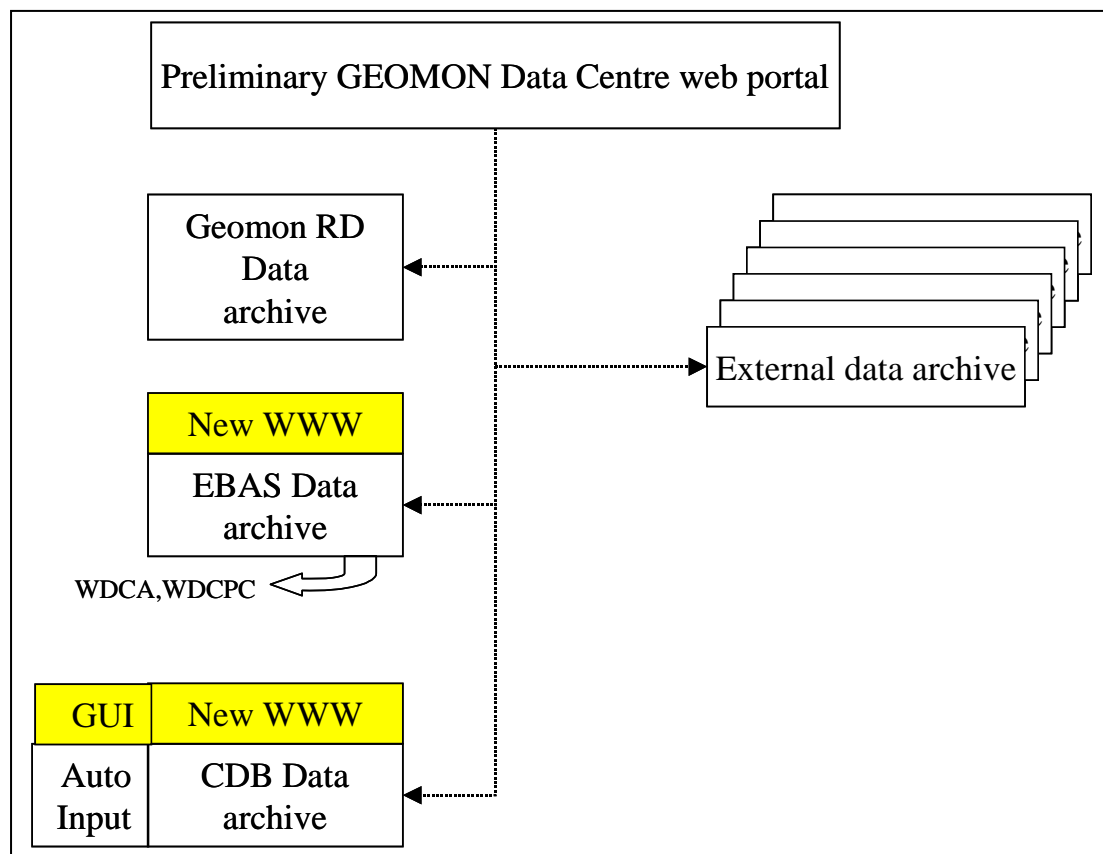 Preliminary GEOMON Data Centre web portal
Geomon RD
Data
archive
External data archive
New WWW
EBAS Data
archive
WDCA,WDCPC
GUI
New WWW
Auto
Input
CDB Data
archive